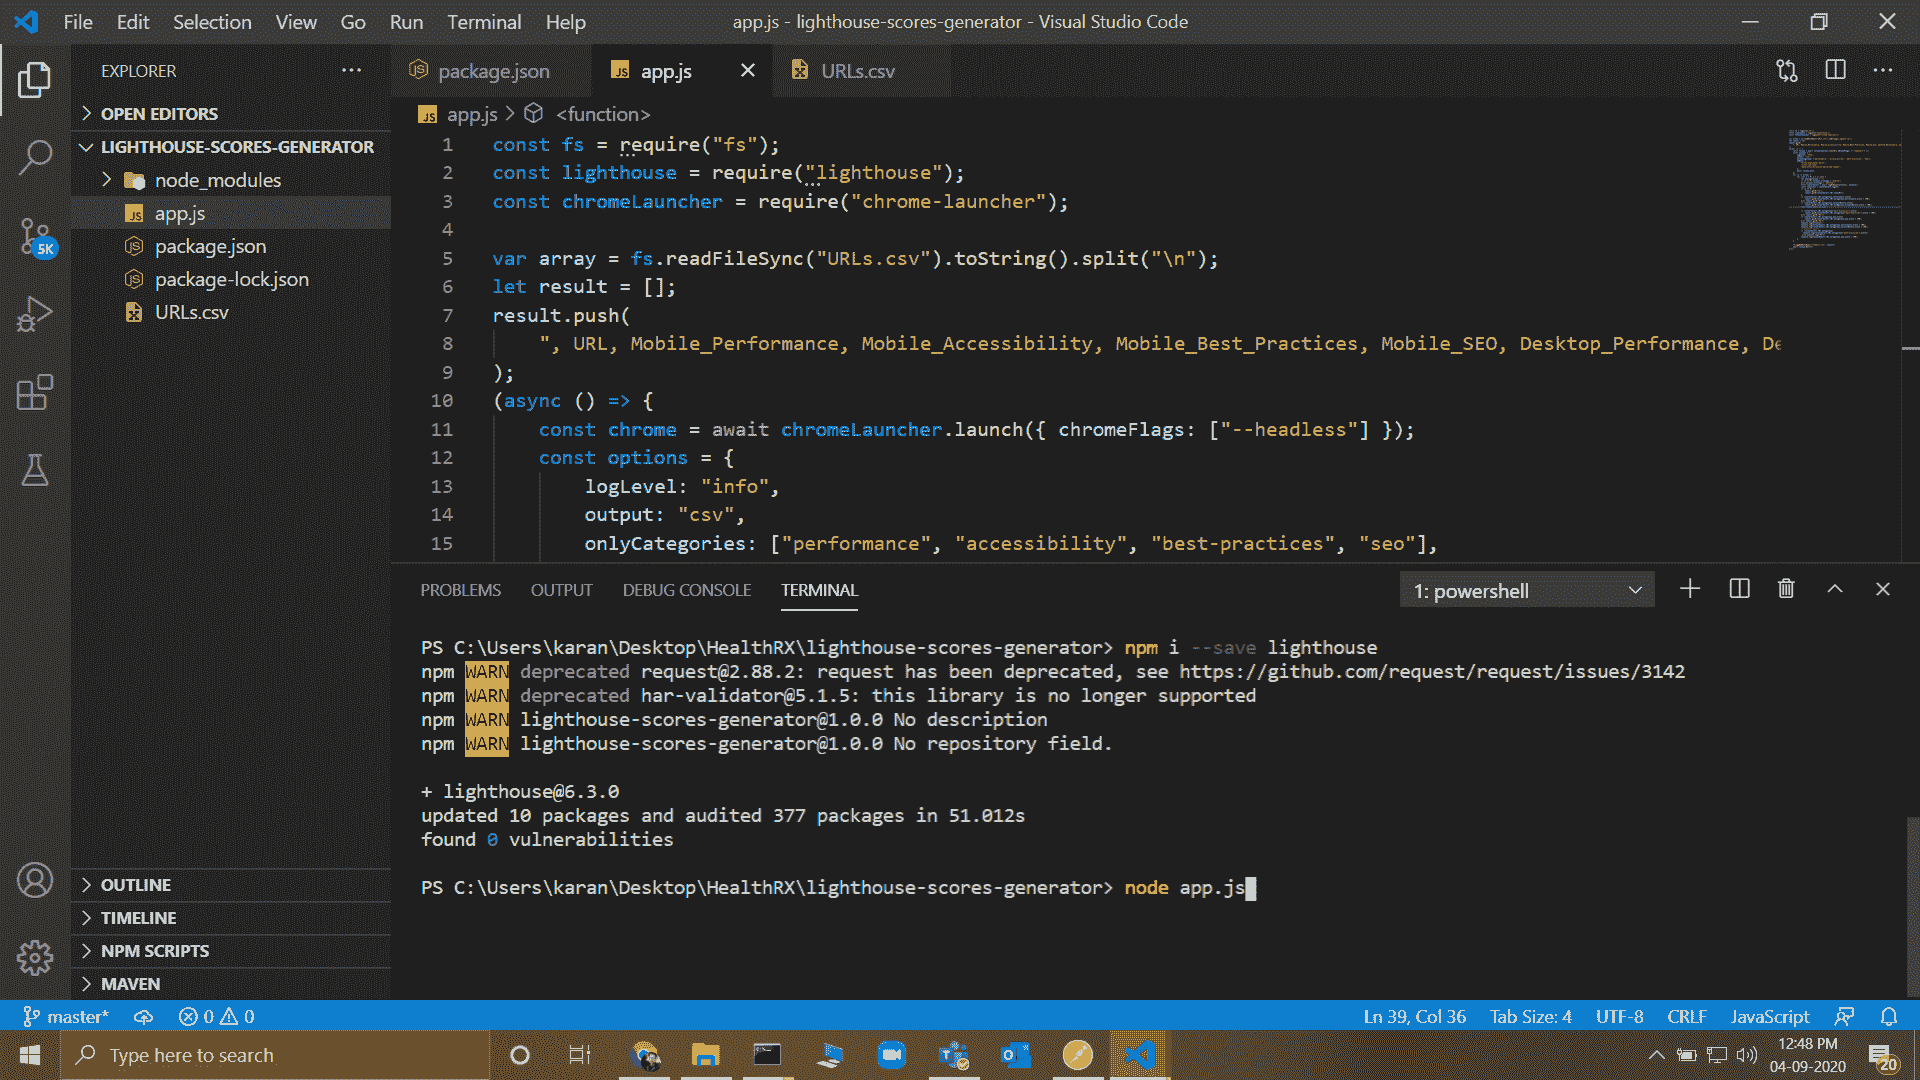 File Edit Selection View Go Run Terminal Help
app.js - lighthouse-scores-generator - Visual Studio Code
EXPLORER
OPEN EDITORS
LIGHTHOUSE-SCORES-GENERATOR
node_modules
app.js
package.json
package-lock.json
URLs.csv
5K
OUTLINE
TIMELINE
NPM SCRIPTS
MAVEN
package.json app.js URLs.csv
app.js > <function>
1 const fs = require("fs");
2 const lighthouse = require("lighthouse");
3 const chromeLauncher = require("chrome-launcher");
4
5 var array = fs.readFileSync("URLs.csv").toString().split("\n");
6 let result = [];
7 result.push(
8 ", URL, Mobile_Performance, Mobile_Accessibility, Mobile_Best_Practices, Mobile_SEO, Desktop_Performance, De
9 );
10 (async () => {
11 const chrome = await chromeLauncher.launch({ chromeFlags: ["--headless"] });
12 const options = {
13 logLevel: "info",
14 output: "csv",
15 onlyCategories: ["performance", "accessibility", "best-practices", "seo"],
PROBLEMS OUTPUT DEBUG CONSOLE TERMINAL
1: powershell
PS C:\Users\karan\Desktop\HealthRX\lighthouse-scores-generator> npm i --save lighthouse
npm WARN deprecated request@2.88.2: request has been deprecated, see https://github.com/request/request/issues/3142
npm WARN deprecated har-validator@5.1.5: this library is no longer supported
npm WARN lighthouse-scores-generator@1.0.0 No description
npm WARN lighthouse-scores-generator@1.0.0 No repository field.
+ lighthouse@6.3.0
updated 10 packages and audited 377 packages in 51.012s
found 0 vulnerabilities
PS C:\Users\karan\Desktop\HealthRX\lighthouse-scores-generator> node app.js
master* 0 0
Ln 39, Col 36 Tab Size: 4 UTF-8 CRLF JavaScript
Type here to search
12:48 PM
04-09-2020
20